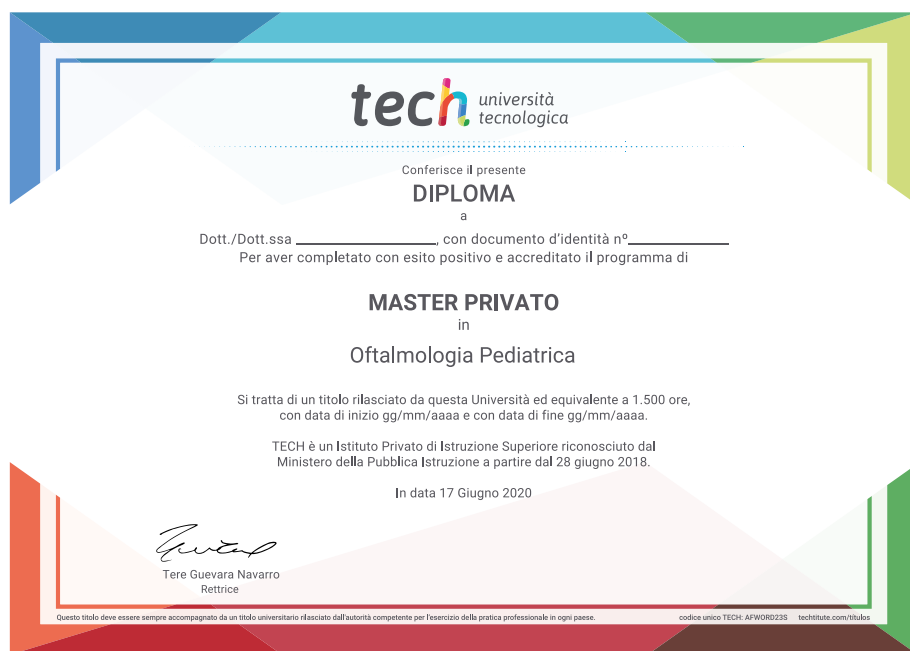 tech università
tecnologica
Conferisce il presente
DIPLOMA
a
Dott./Dott.ssa ____________________, con documento d'identità nº______________
Per aver completato con esito positivo e accreditato il programma di
MASTER PRIVATO
in
Oftalmologia Pediatrica
Si tratta di un titolo rilasciato da questa Università ed equivalente a 1.500 ore,
con data di inizio gg/mm/aaaa e con data di fine gg/mm/aaaa.
TECH è un Istituto Privato di Istruzione Superiore riconosciuto dal
Ministero della Pubblica Istruzione a partire dal 28 giugno 2018.
In data 17 Giugno 2020
Tere Guevara Navarro
Rettrice
Questo titolo deve essere sempre accompagnato da un titolo universitario rilasciato dall'autorità competente per l'esercizio della pratica professionale in ogni paese.
codice unico TECH: AFWORD23S techtitute.com/titulos